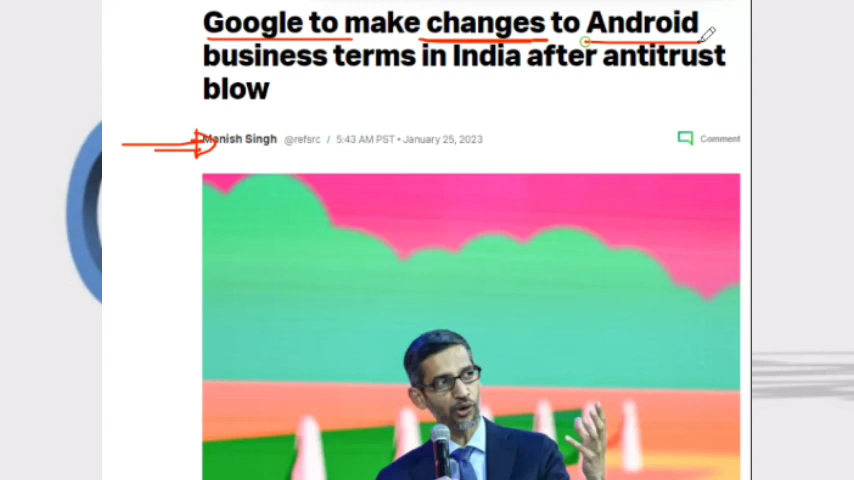 Google to make changes to Android
business terms in India after antitrust
blow
Manish Singh @refsrc / 5:43 AM PST • January 25, 2023
Comment